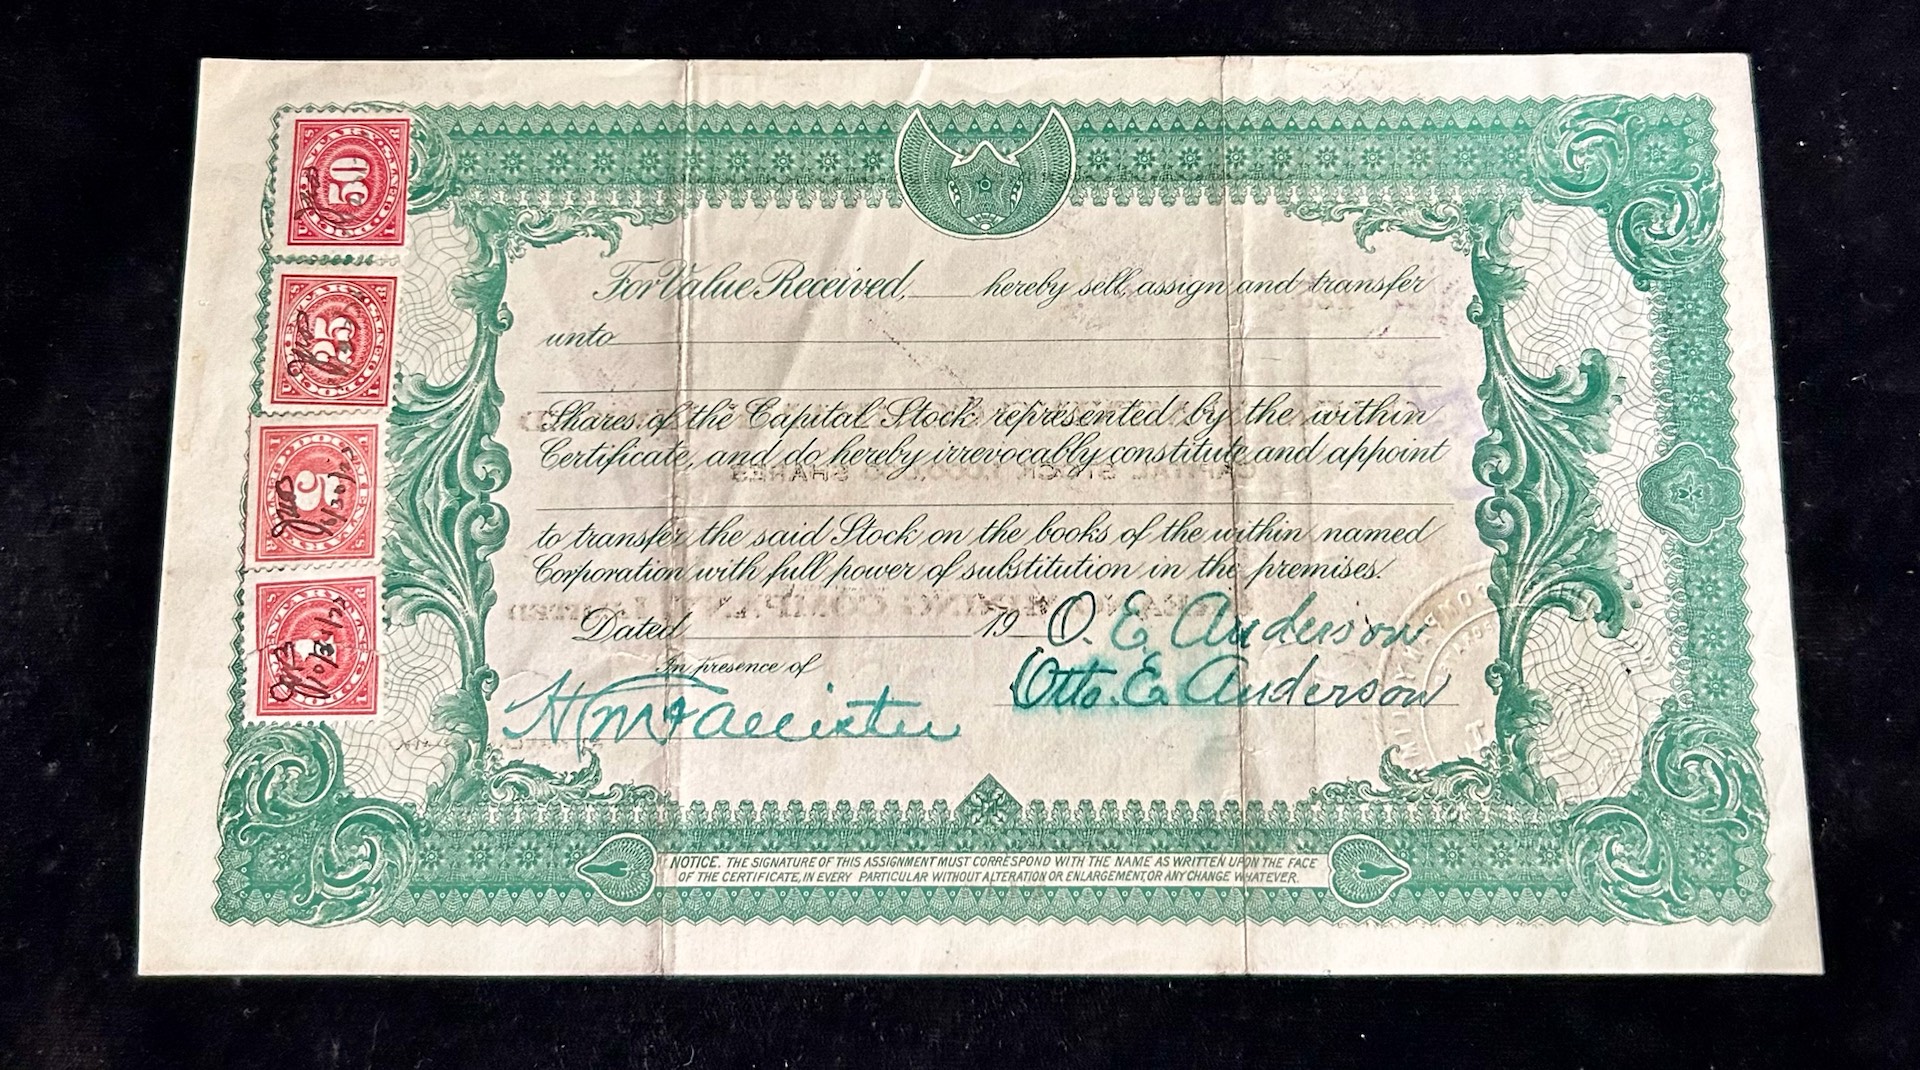 50
25
5
1
For Value Received, hereby sell, assign and transfer
unto
Shares of the Capital Stock represented by the within
Certificate, and do hereby irrevocably constitute and appoint
CAPITAL STOCK SHARES
to transfer the said Stock on the books of the within named
Corporation with full power of substitution in the premises.
Dated 19 O. E. Anderson
In presence of
Otto. E. Anderson
NOTICE. THE SIGNATURE OF THIS ASSIGNMENT MUST CORRESPOND WITH THE NAME AS WRITTEN UPON THE FACE
OF THE CERTIFICATE, IN EVERY PARTICULAR WITHOUT ALTERATION OR ENLARGEMENT, OR ANY CHANGE WHATEVER.